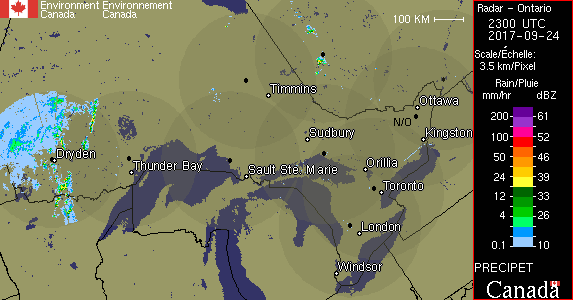 Environment Environnement
Canada Canada
100 KM
Timmins
Ottawa
N/O
Sudbury
Kingston
Dryden
Thunder Bay
Sault Ste. Marie
Orillia
Toronto
London
Windsor
Radar - Ontario
2300 UTC
2017-09-24
Scale/Échelle:
3.5 km/Pixel
Rain/Pluie
mm/hr dBZ
200 61
100 52
50 46
24 39
12 33
4 26
0.1 10
PRECIPET
Canada